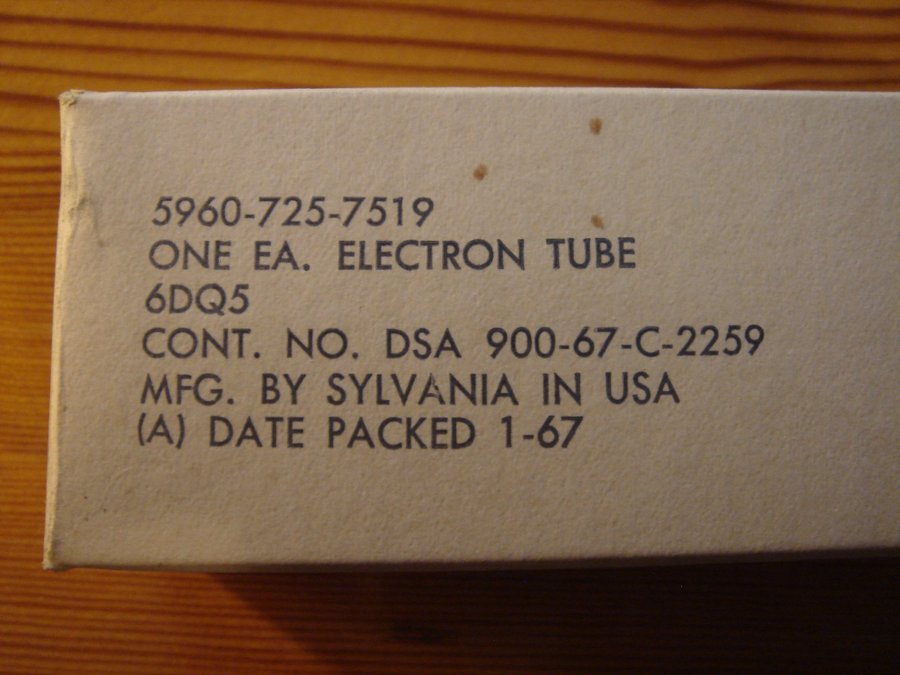 5960-725-7519
ONE EA. ELECTRON TUBE
6DQ5
CONT. NO. DSA 900-67-C-2259
MFG. BY SYLVANIA IN USA
(A) DATE PACKED 1-67